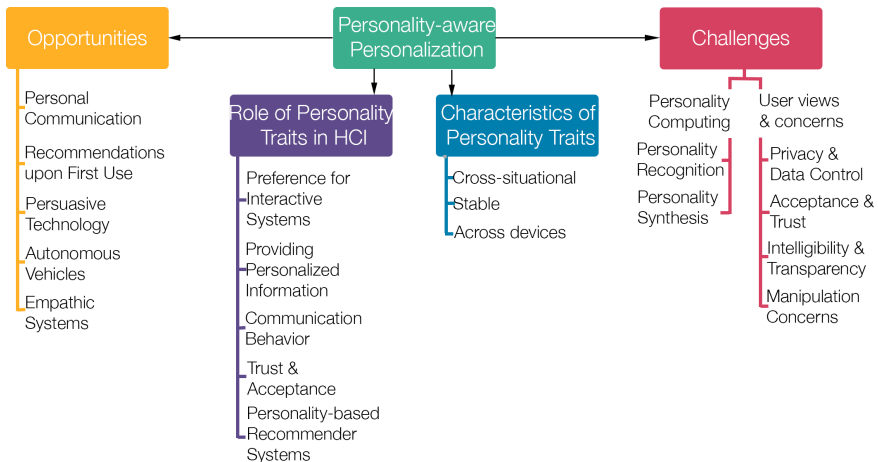 Opportunities
Personality-aware
Personalization
Challenges
Personal
Communication
Recommendations
upon First Use
Persuasive
Technology
Autonomous
Vehicles
Empathic
Systems
Role of Personality
Traits in HCI
Preference for
Interactive
Systems
Providing
Personalized
Information
Communication
Behavior
Trust &
Acceptance
Personality-based
Recommender
Systems
Characteristics of
Personality Traits
Cross-situational
Stable
Across devices
Personality
Computing
Personality
Recognition
Personality
Synthesis
User views
& concerns
Privacy &
Data Control
Acceptance &
Trust
Intelligibility &
Transparency
Manipulation
Concerns